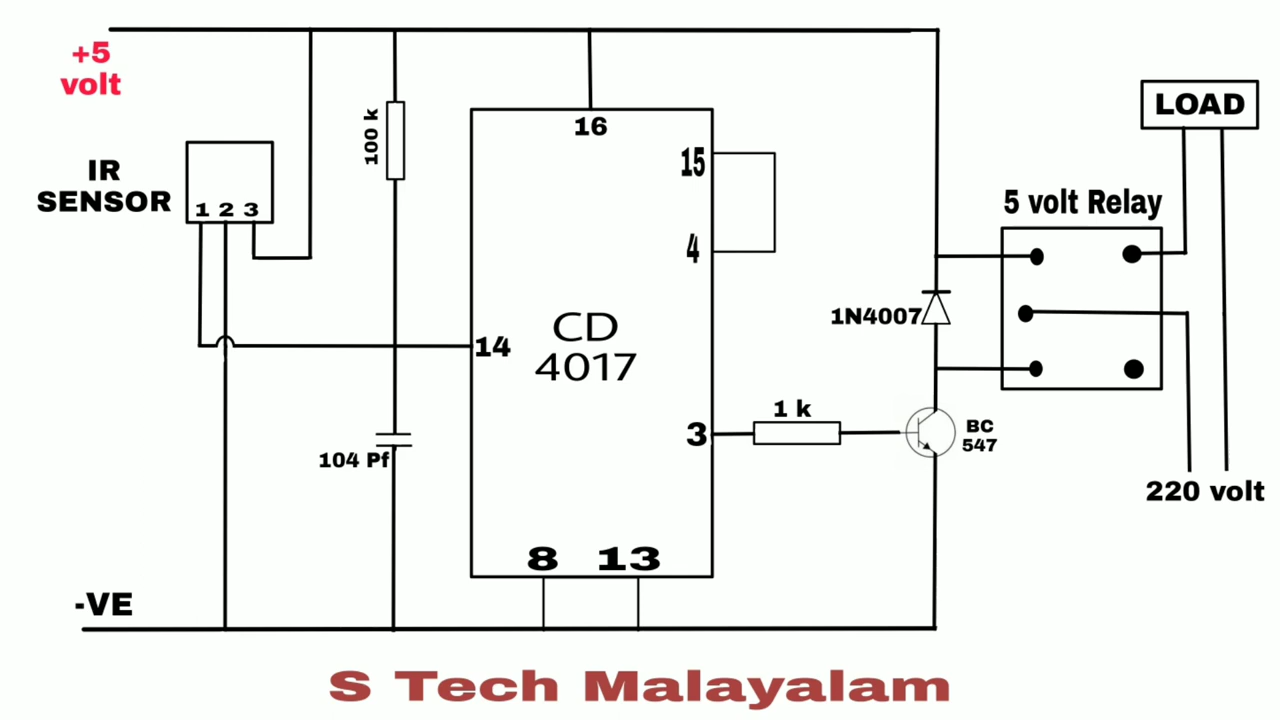 +5
volt
IR
SENSOR
1 2 3
100 k
104 Pf
16
15
4
14
CD
4017
3
8 13
1 k
1N4007
BC
547
5 volt Relay
LOAD
220 volt
-VE
S Tech Malayalam